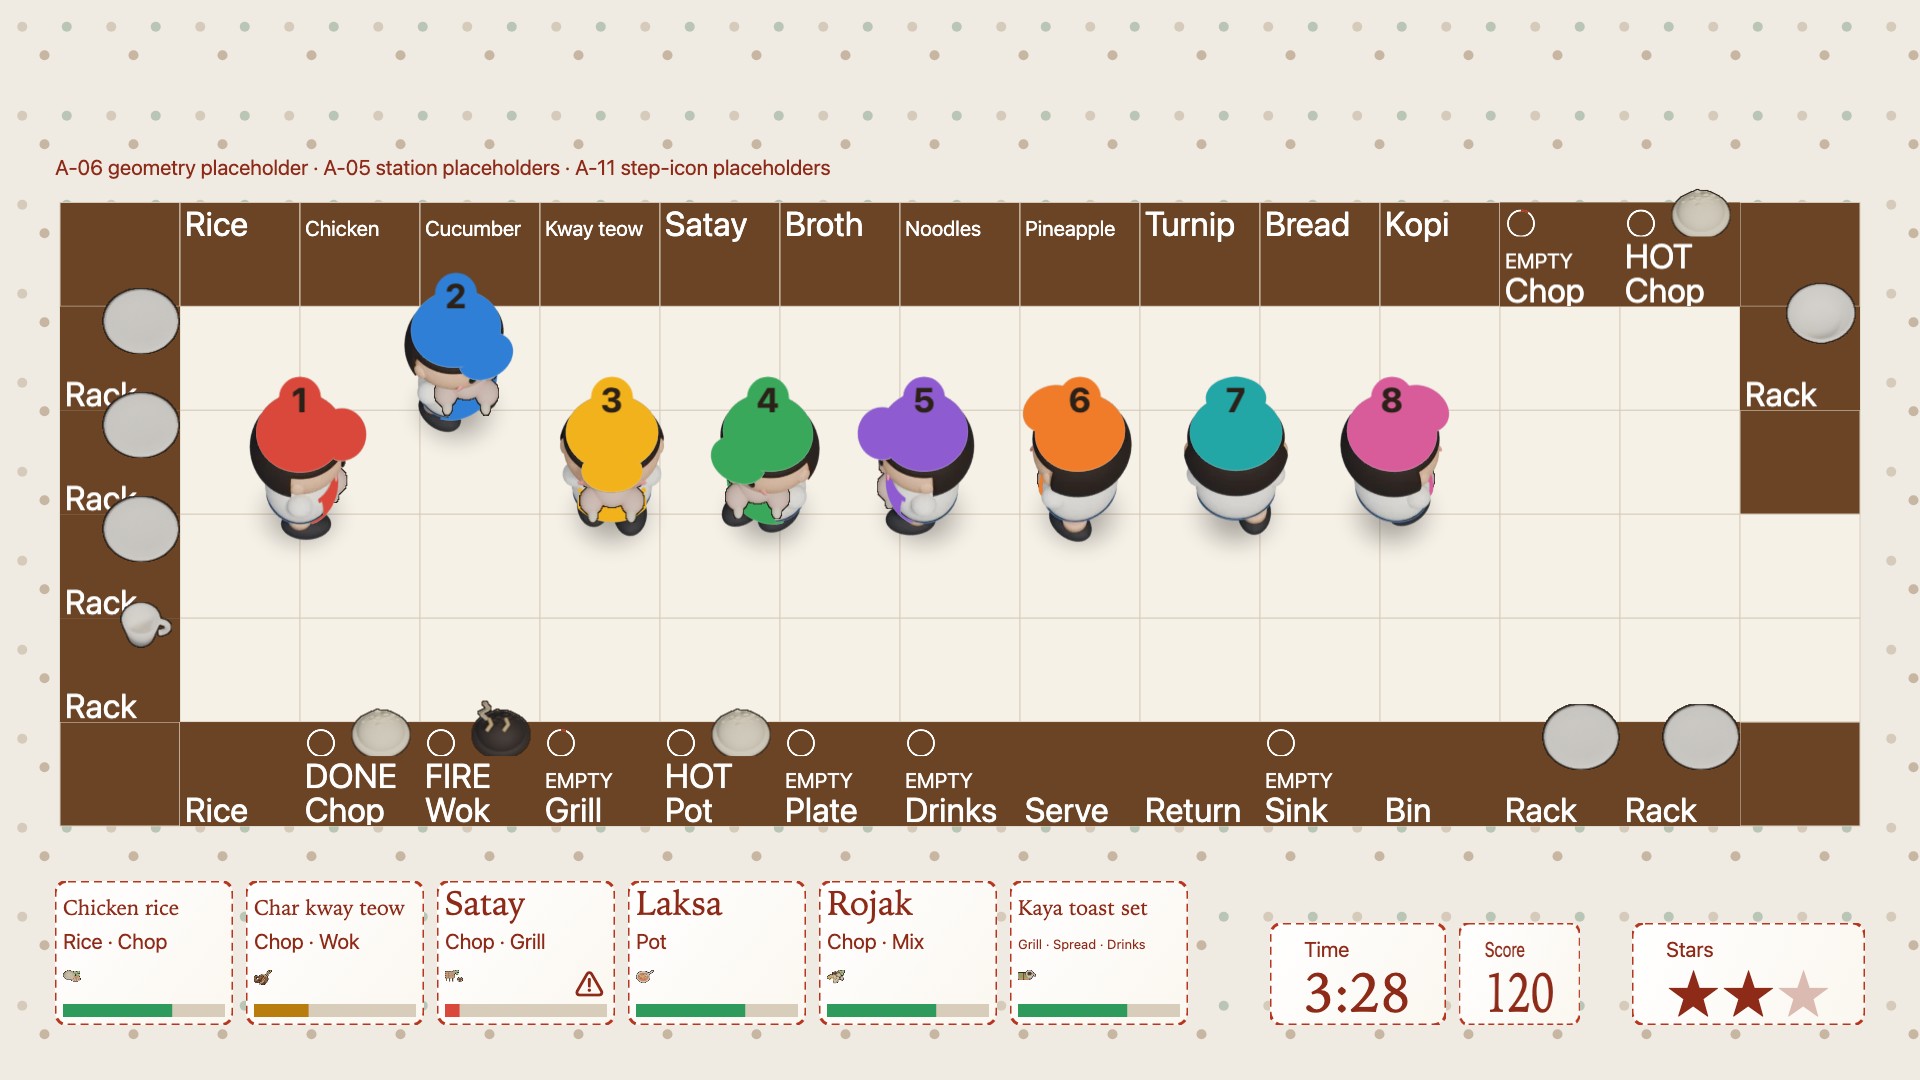 A-06 geometry placeholder · A-05 station placeholders · A-11 step-icon placeholders
Rice
Chicken
Cucumber
Kway teow
Satay
Broth
Noodles
Pineapple
Turnip
Bread
Kopi
EMPTY
Chop
HOT
Chop
2
Rack
Rack
1
3
4
5
6
7
8
Rack
Rack
Rack
Rice
DONE
Chop
FIRE
Wok
EMPTY
Grill
HOT
Pot
EMPTY
Plate
EMPTY
Drinks
Serve
Return
EMPTY
Sink
Bin
Rack
Rack
Chicken rice
Rice · Chop
Char kway teow
Chop · Wok
Satay
Chop · Grill
Laksa
Pot
Rojak
Chop · Mix
Kaya toast set
Grill · Spread · Drinks
Time
3:28
Score
120
Stars